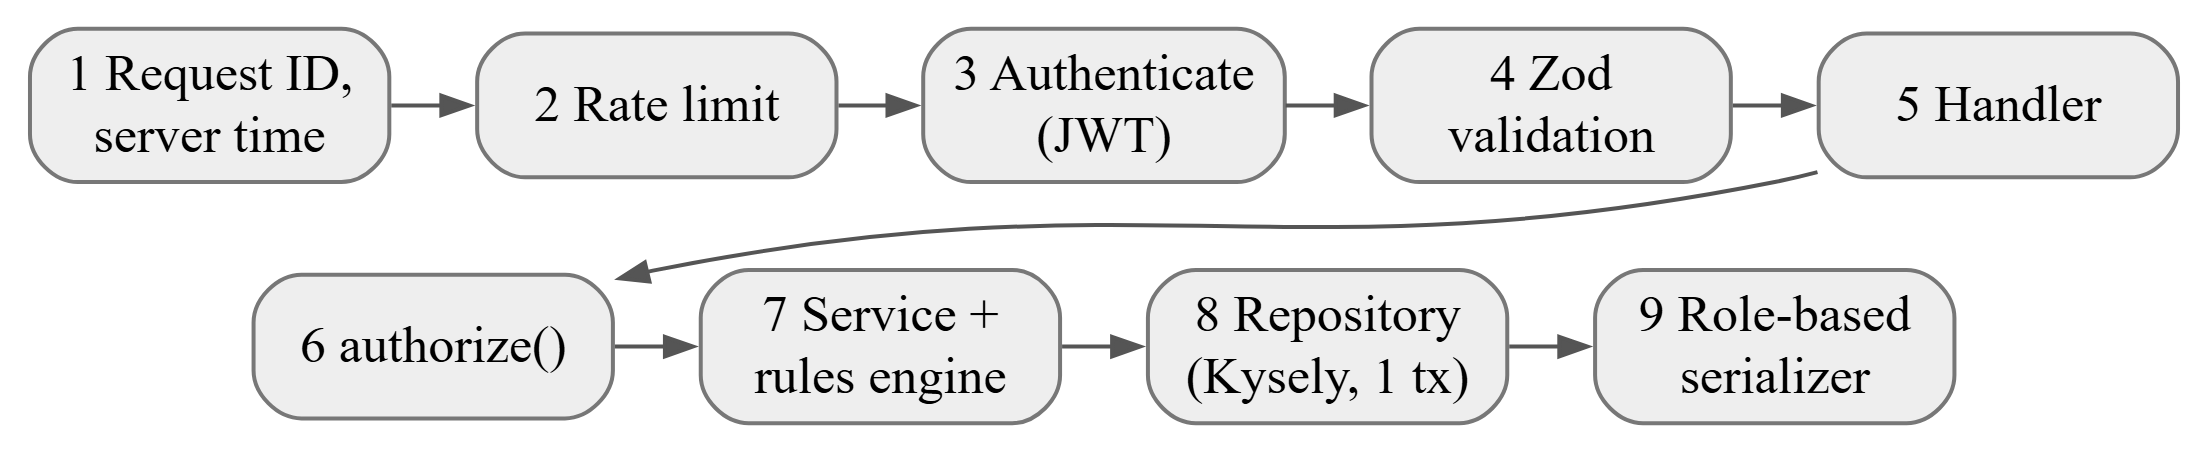 1 Request ID,
server time
2 Rate limit
3 Authenticate
(JWT)
4 Zod
validation
5 Handler
6 authorize()
7 Service +
rules engine
8 Repository
(Kysely, 1 tx)
9 Role-based
serializer